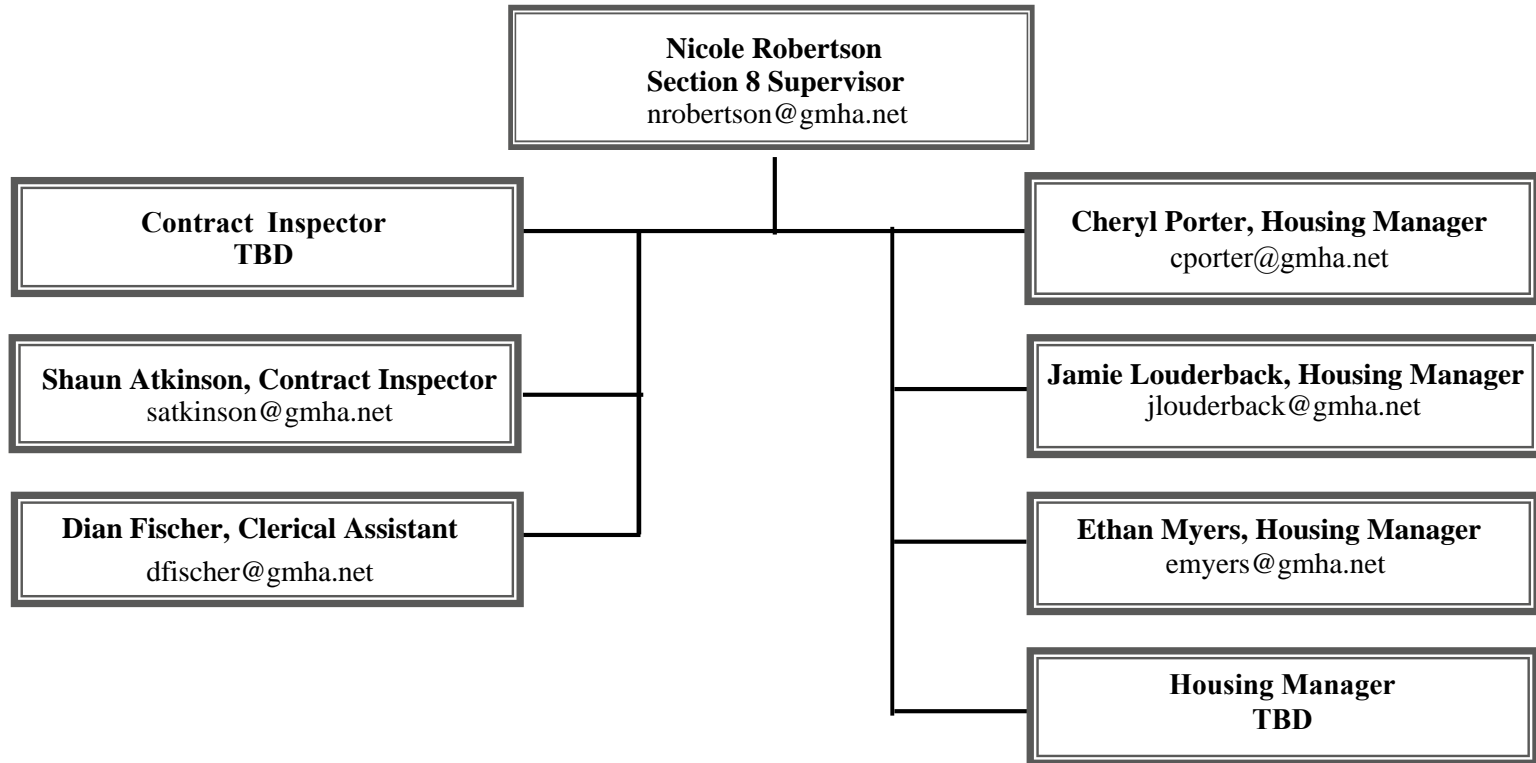 Nicole Robertson
Section 8 Supervisor
nrobertson@gmha.net
Contract Inspector
TBD
Shaun Atkinson, Contract Inspector
satkinson@gmha.net
Dian Fischer, Clerical Assistant
dfischer@gmha.net
Cheryl Porter, Housing Manager
cporter@gmha.net
Jamie Louderback, Housing Manager
jlouderback@gmha.net
Ethan Myers, Housing Manager
emyers@gmha.net
Housing Manager
TBD